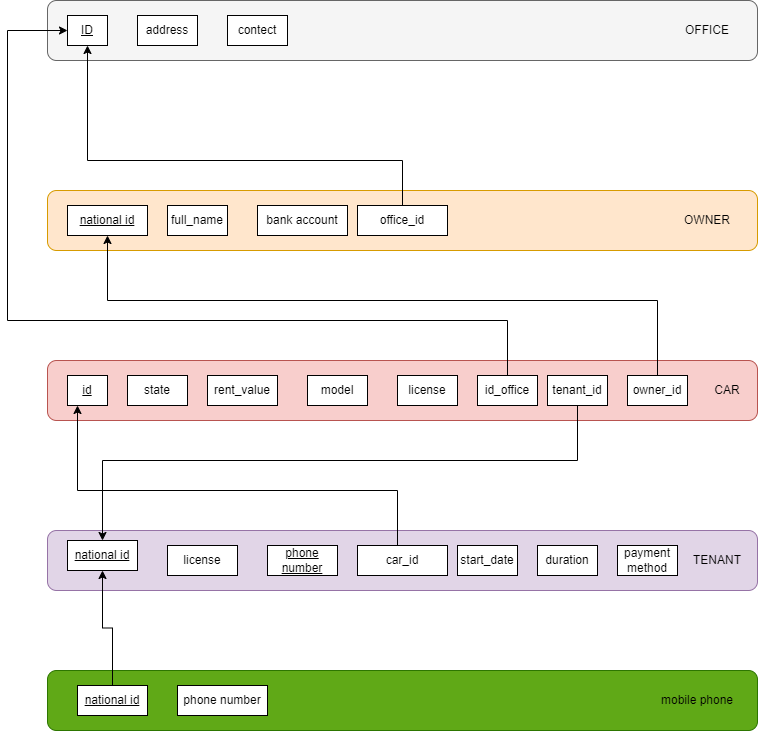 ID
address
contect
OFFICE
national id
full_name
bank account
office_id
OWNER
id
state
rent_value
model
license
id_office
tenant_id
owner_id
CAR
national id
license
phone
number
car_id
start_date
duration
payment
method
TENANT
national id
phone number
mobile phone